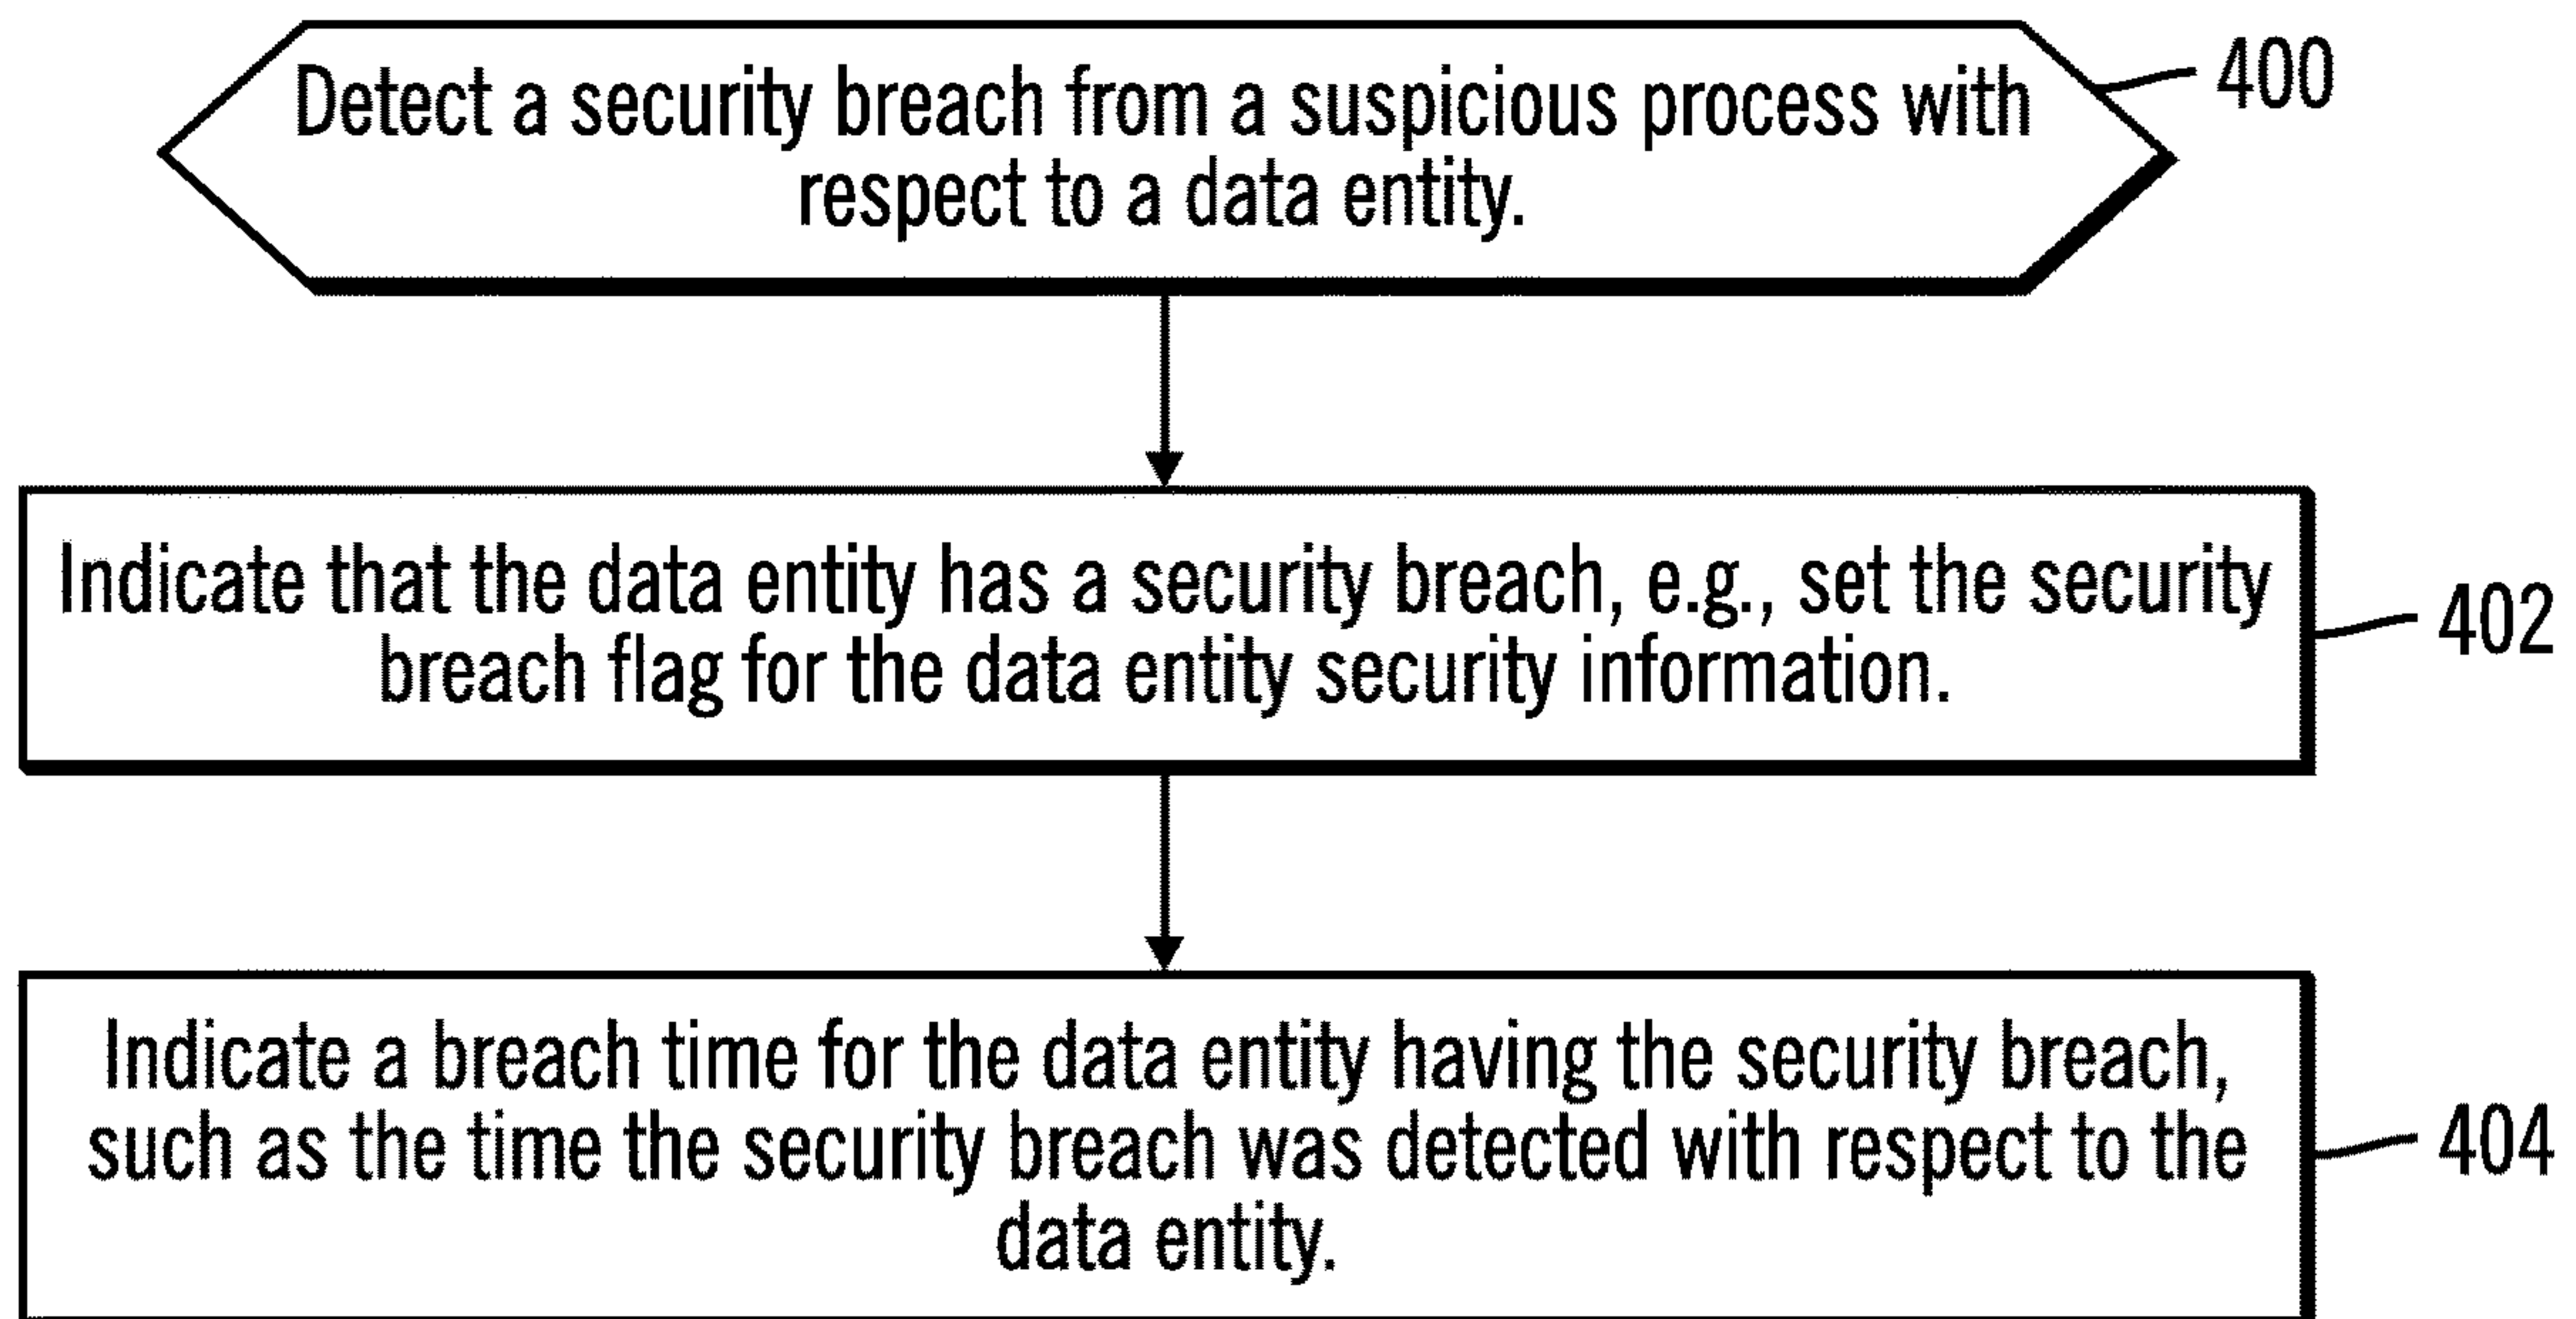 Detect a security breach from a suspicious process with
respect to a data entity.
400
Indicate that the data entity has a security breach, e.g., set the security
breach flag for the data entity security information.
402
Indicate a breach time for the data entity having the security breach,
such as the time the security breach was detected with respect to the
data entity.
404